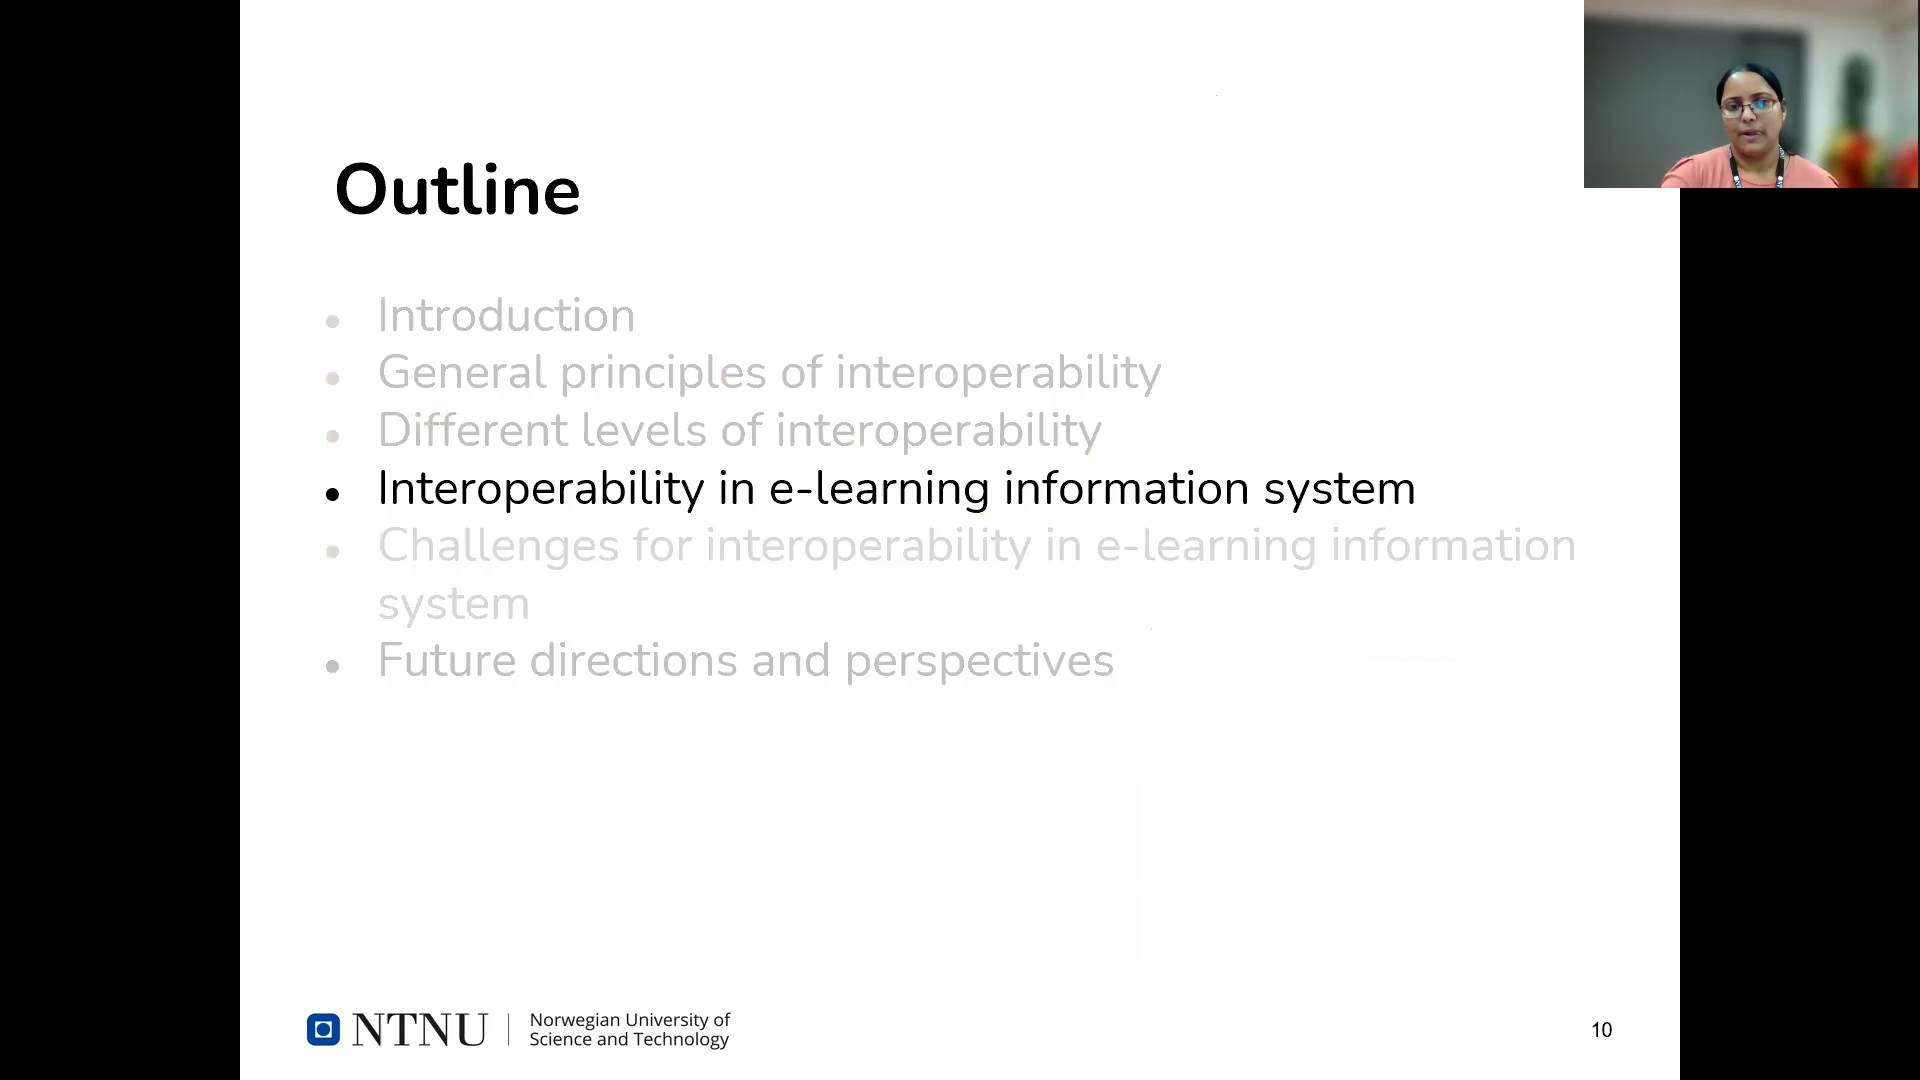 Outline
• Introduction
• General principles of interoperability
• Different levels of interoperability
• Interoperability in e-learning information system
• Challenges for interoperability in e-learning information
system
• Future directions and perspectives
NTNU
Norwegian University of
Science and Technology
10